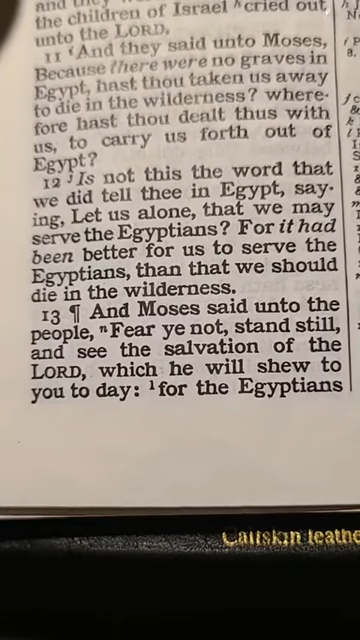 and they
the children of Israel ʰ cried out
unto the LORD.
11 ⁱ And they said unto Moses,
Because there were no graves in
Egypt, hast thou taken us away
to die in the wilderness? where-
fore hast thou dealt thus with
us, to carry us forth out of
Egypt?
12 ʲ Is not this the word that
we did tell thee in Egypt, say-
ing, Let us alone, that we may
serve the Egyptians? For it had
been better for us to serve the
Egyptians, than that we should
die in the wilderness.
13 ¶ And Moses said unto the
people, ⁿ Fear ye not, stand still,
and see the salvation of the
LORD, which he will shew to
you to day: ¹ for the Egyptians
Calfskin leathe